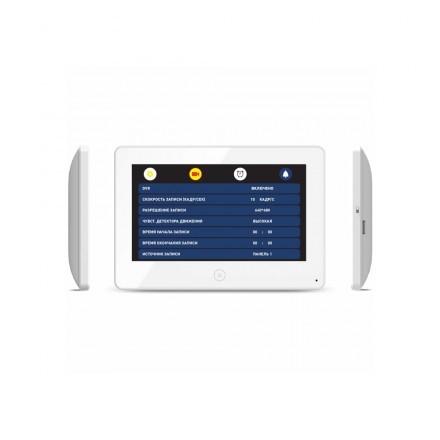 DVR ВКЛЮЧЕНО
СКОРОСТЬ ЗАПИСИ (КАДР/СЕК) 10 КАДР/С
РАЗРЕШЕНИЕ ЗАПИСИ 640*480
ЧУВСТ. ДЕТЕКТОРА ДВИЖЕНИЯ ВЫСОКАЯ
ВРЕМЯ НАЧАЛА ЗАПИСИ 00 : 00
ВРЕМЯ ОКОНЧАНИЯ ЗАПИСИ 00 : 00
ИСТОЧНИК ЗАПИСИ ПАНЕЛЬ 1